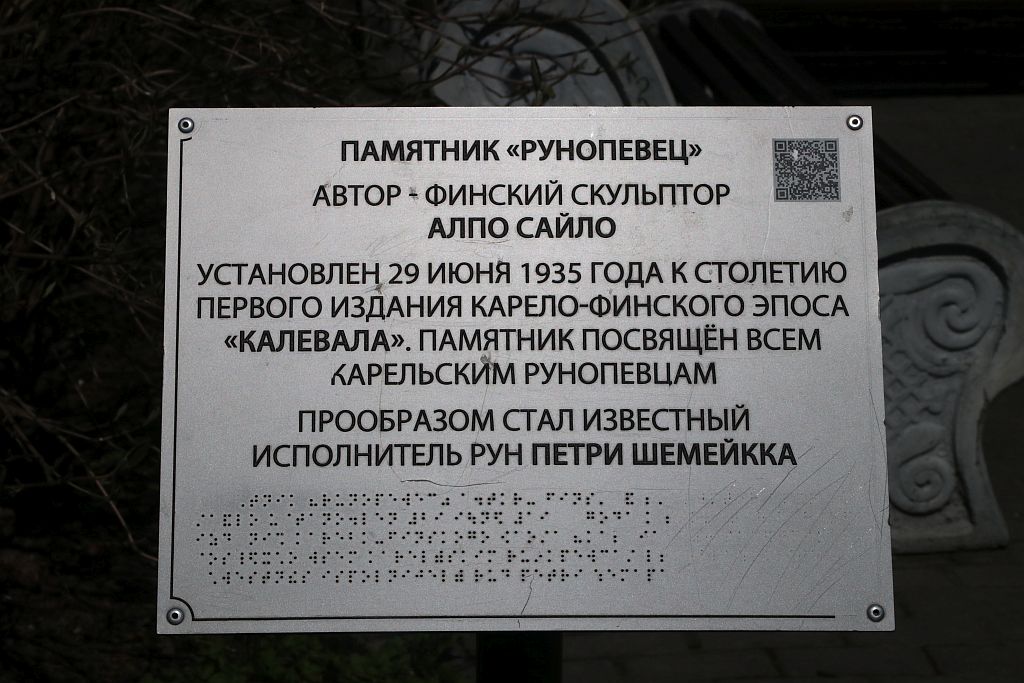 ПАМЯТНИК «РУНОПЕВЕЦ»
АВТОР - ФИНСКИЙ СКУЛЬПТОР
АЛПО САЙЛО
УСТАНОВЛЕН 29 ИЮНЯ 1935 ГОДА К СТОЛЕТИЮ
ПЕРВОГО ИЗДАНИЯ КАРЕЛО-ФИНСКОГО ЭПОСА
«КАЛЕВАЛА». ПАМЯТНИК ПОСВЯЩЁН ВСЕМ
КАРЕЛЬСКИМ РУНОПЕВЦАМ
ПРООБРАЗОМ СТАЛ ИЗВЕСТНЫЙ
ИСПОЛНИТЕЛЬ РУН ПЕТРИ ШЕМЕЙККА